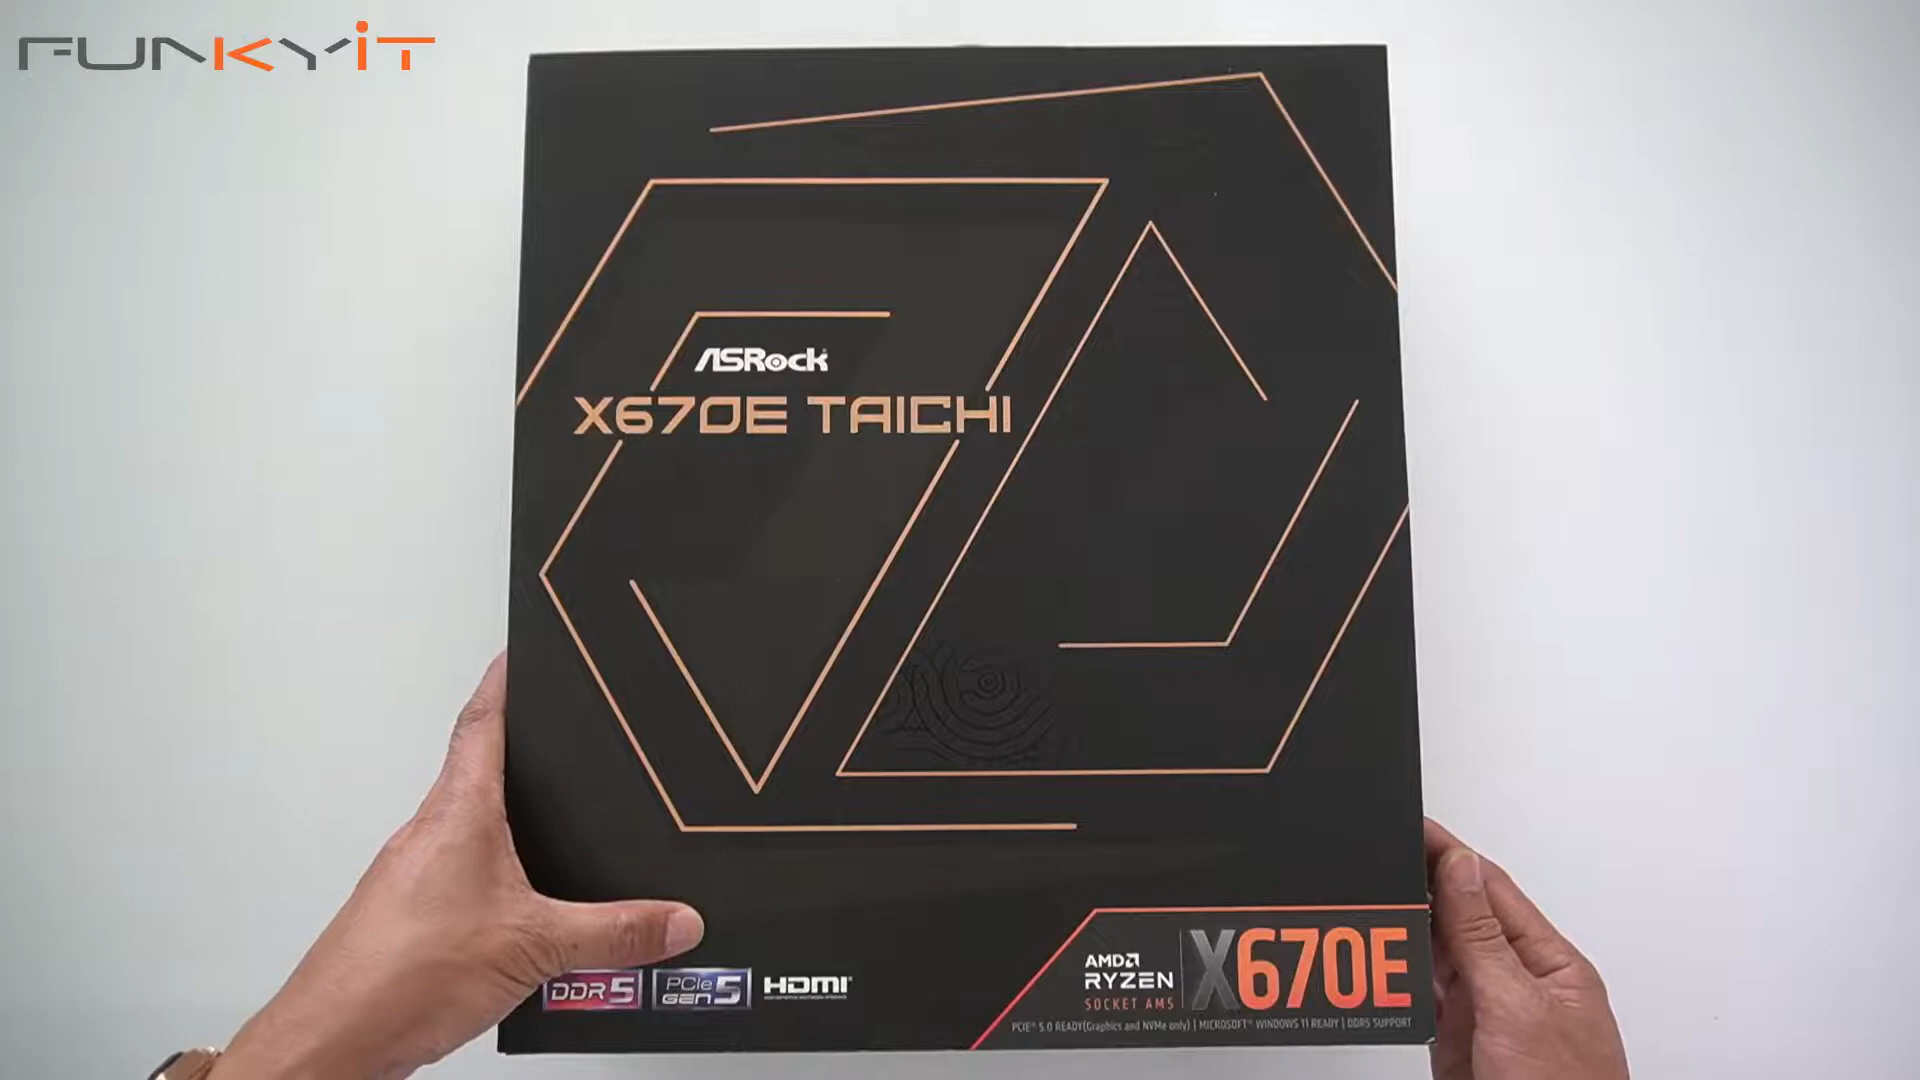 FUNKYiT
ASRock
X670E TAICHI
DDR5
PCIe GEN5
HDMI
AMD RYZEN SOCKET AM5
X670E
PCIE® 5.0 READY(Graphics and NVMe only) | MICROSOFT® WINDOWS 11 READY | DDR5 SUPPORT